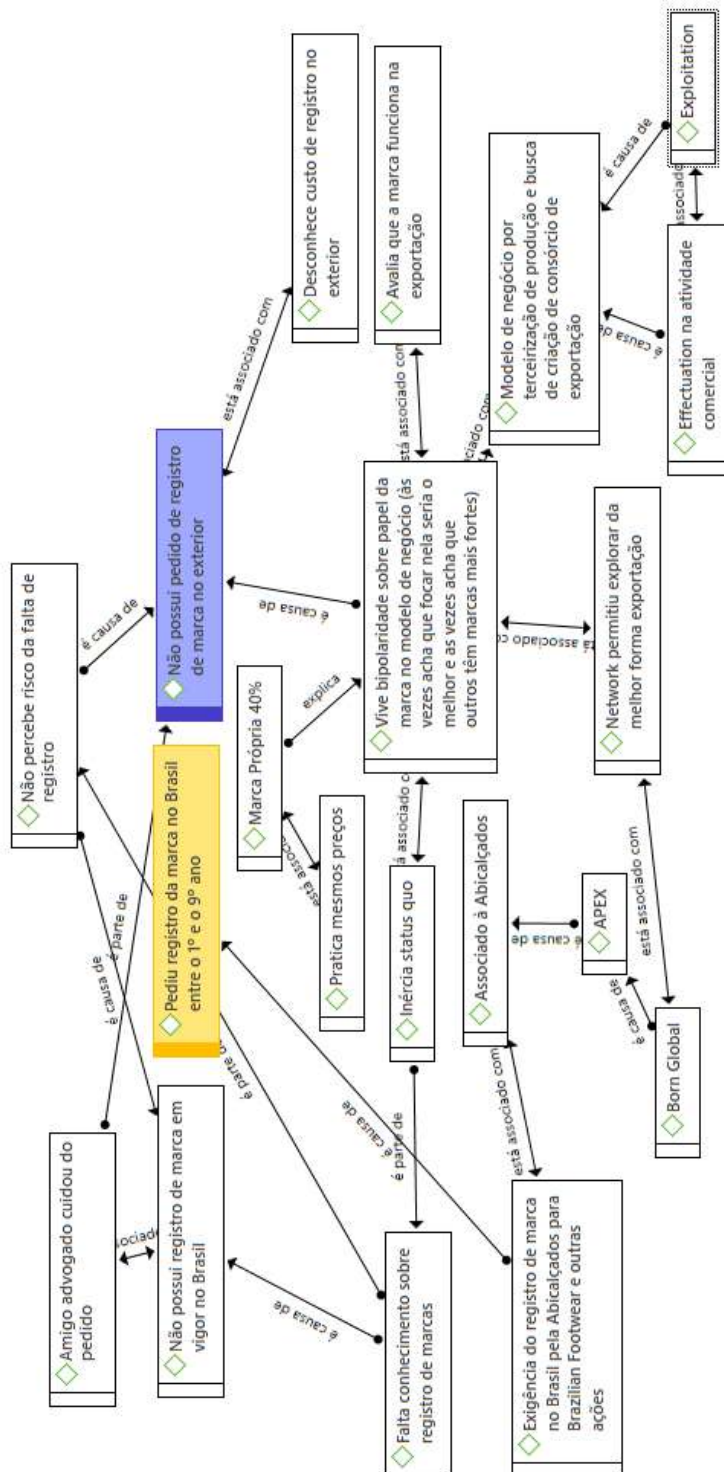 Amigo advogado cuidou do
pedido
Não percebe risco da falta de
registro
é causa de
é causa de
é parte de
Não possui registro de marca em
vigor no Brasil
Pediu registro da marca no Brasil
entre o 1º e o 9º ano
Não possui pedido de registro
de marca no exterior
está associado com
Desconhece custo de registro no
exterior
é causa de
é parte
Marca Própria 40%
explica
é causa de
Pratica mesmos preços
Avalia que a marca funciona na
exportação
Falta conhecimento sobre
registro de marcas
é parte de
Inércia status quo
Vive bipolaridade sobre papel da
marca no modelo de negócio (às
vezes acha que focar nela seria o
melhor e as vezes acha que
outros têm marcas mais fortes)
é causa de
Associado à Abicalçados
está associado com
Modelo de negócio por
terceirização de produção e busca
de criação de consórcio de
exportação
é causa de
Exigência do registro de marca
no Brasil pela Abicalçados para
Brazilian Footwear e outras
ações
é causa de
APEX
é causa de
Born Global
está associado com
Network permitiu explorar da
melhor forma exportação
é causa de
Effectuation na atividade
comercial
Exploitation